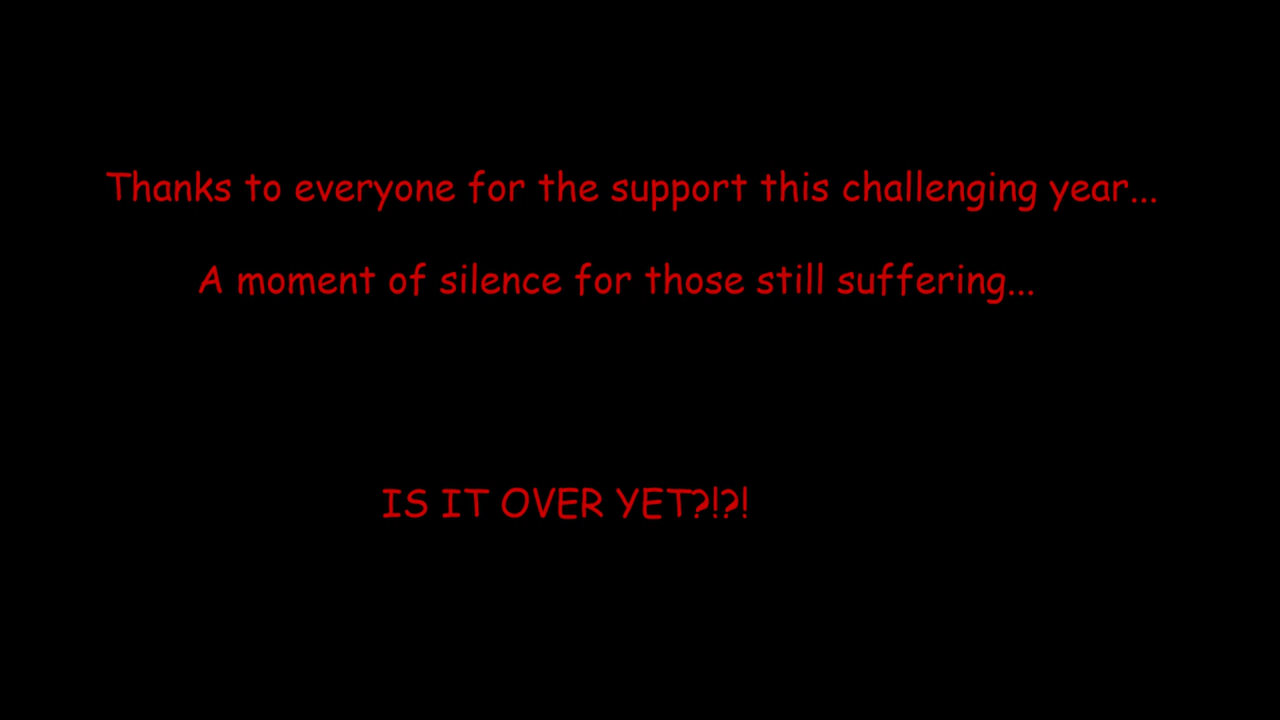 Thanks to everyone for the support this challenging year...
A moment of silence for those still suffering...
IS IT OVER YET?!?!